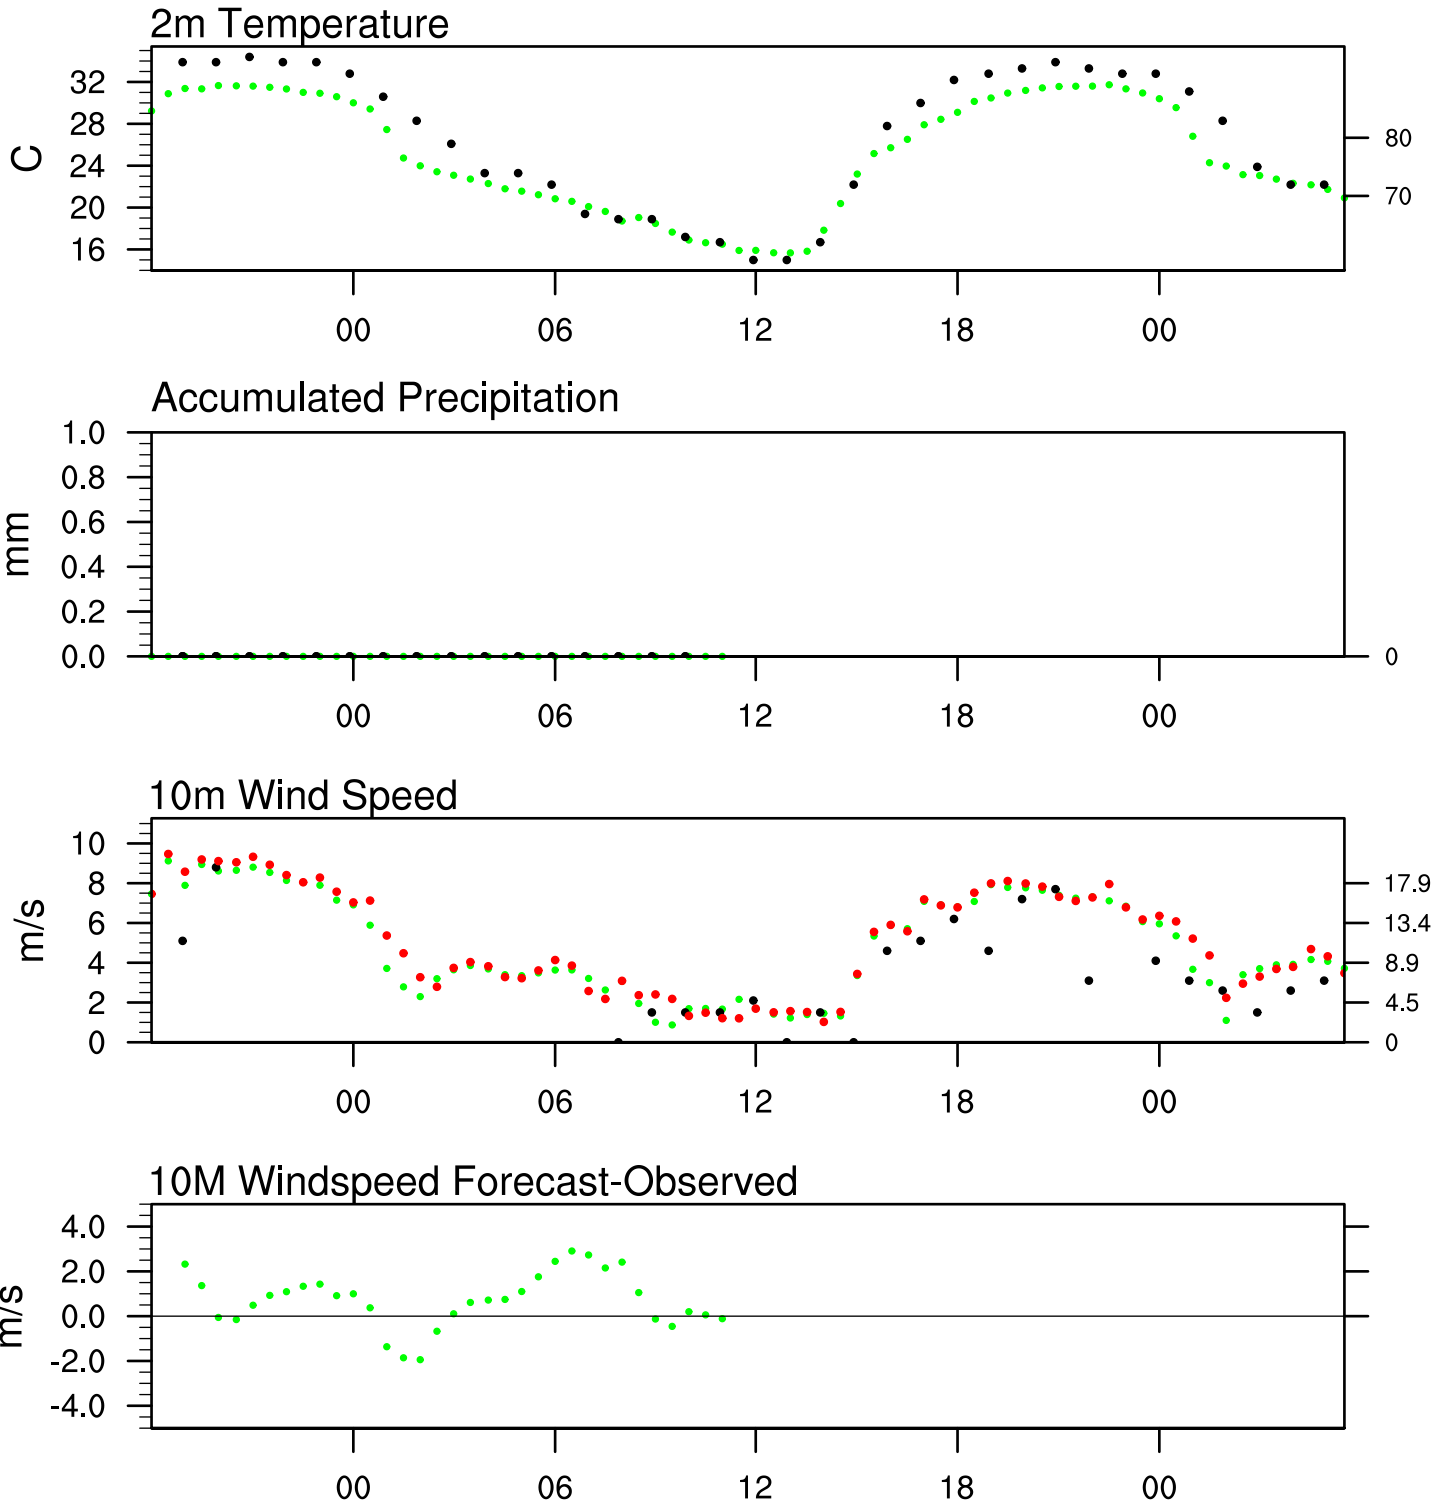 2m Temperature
32
28
24
20
16
C
80
70
00 06 12 18 00
Accumulated Precipitation
1.0
0.8
0.6
0.4
0.2
0.0
mm
0
00 06 12 18 00
10m Wind Speed
10
8
6
4
2
0
m/s
17.9
13.4
8.9
4.5
0
00 06 12 18 00
10M Windspeed Forecast-Observed
4.0
2.0
0.0
-2.0
-4.0
m/s
00 06 12 18 00